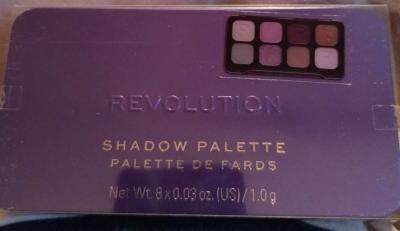 REVOLUTION
SHADOW PALETTE
PALETTE DE FARDS
Net Wt. 8 x 0.03 oz. (US) / 1.0 g